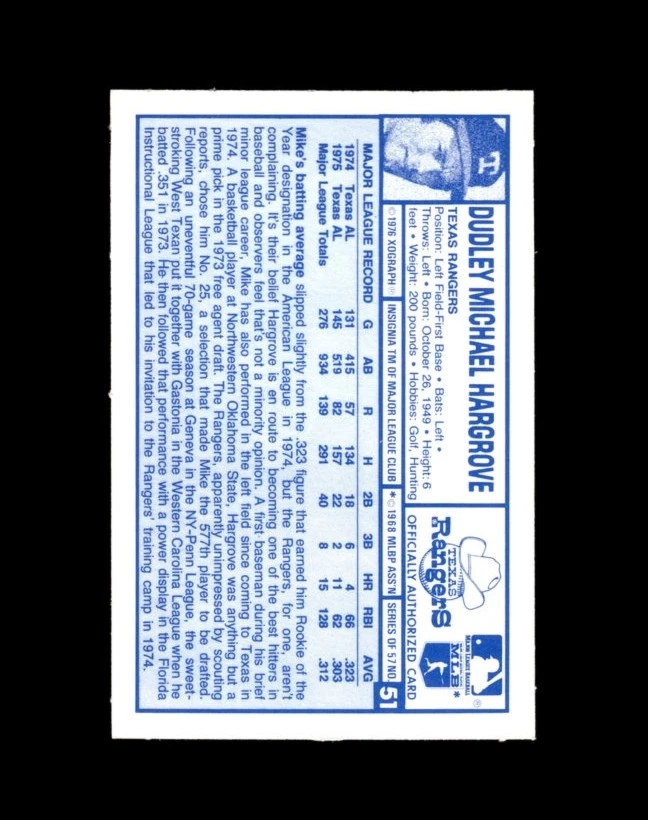 DUDLEY MICHAEL HARGROVE
TEXAS RANGERS
Position: Left Field-First Base • Bats: Left •
Throws: Left • Born: October 26, 1949 • Height: 6
feet • Weight: 200 pounds • Hobbies: Golf, Hunting
T
TEXAS
Rangers
MAJOR LEAGUE BASEBALL
®
MLB*
OFFICIALLY AUTHORIZED CARD
© 1976 XOGRAPH® INSIGNIA TM OF MAJOR LEAGUE CLUB *© 1968 MLBP ASS'N SERIES OF 57 NO. 51
MAJOR LEAGUE RECORD G AB R H 2B 3B HR RBI AVG
1974 Texas AL 131 415 57 134 18 6 4 66 .323
1975 Texas AL 145 519 82 157 22 2 11 62 .303
Major League Totals 276 934 139 291 40 8 15 128 .312
Mike's batting average slipped slightly from the .323 figure that earned him Rookie of the
Year designation in the American League in 1974, but the Rangers, for one, aren't
complaining. It's their belief Hargrove is en route to becoming one of the best hitters in
baseball and observers feel that's not a minority opinion. A first baseman during his brief
minor league career, Mike has also performed in the left field since coming to Texas in
1974. A basketball player at Northwestern Oklahoma State, Hargrove was anything but a
prime pick in the 1973 free agent draft. The Rangers, apparently unimpressed by scouting
reports, chose him No. 25, a selection that made Mike the 577th player to be drafted.
Following an uneventful 70-game season at Geneva in the NY-Penn League, the sweet-
stroking West Texan put it together with Gastonia in the Western Carolina League when he
batted .351 in 1973. He then followed that performance with a power display in the Florida
Instructional League that led to his invitation to the Rangers' training camp in 1974.